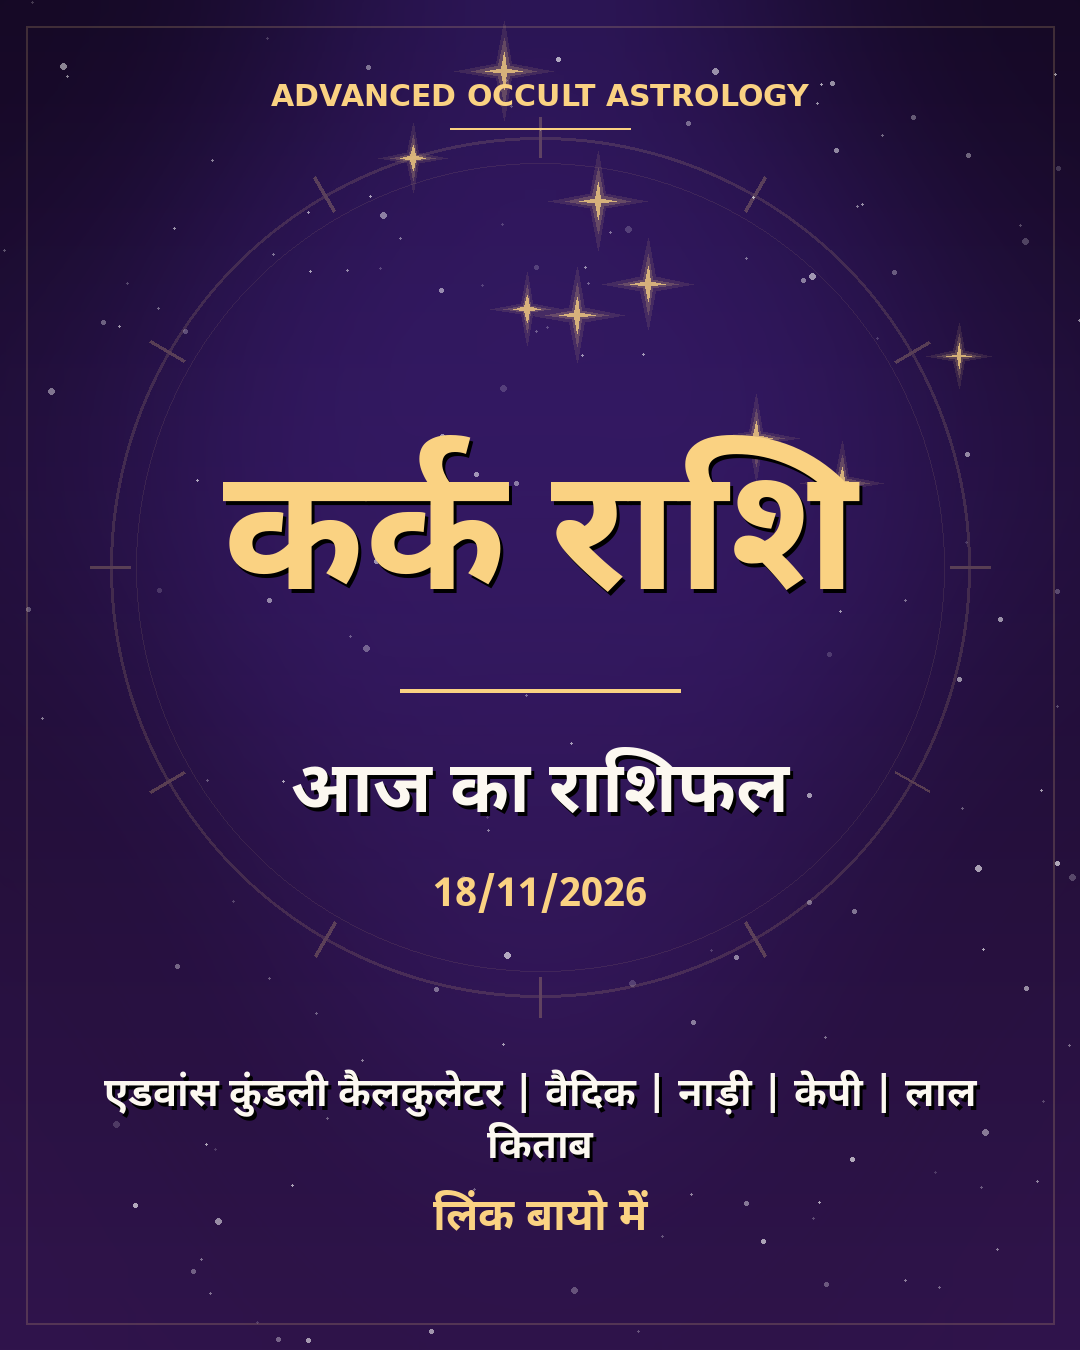 ADVANCED OCCULT ASTROLOGY
कर्क राशि
आज का राशिफल
18/11/2026
एडवांस कुंडली कैलकुलेटर | वैदिक | नाड़ी | केपी | लाल
किताब
लिंक बायो में